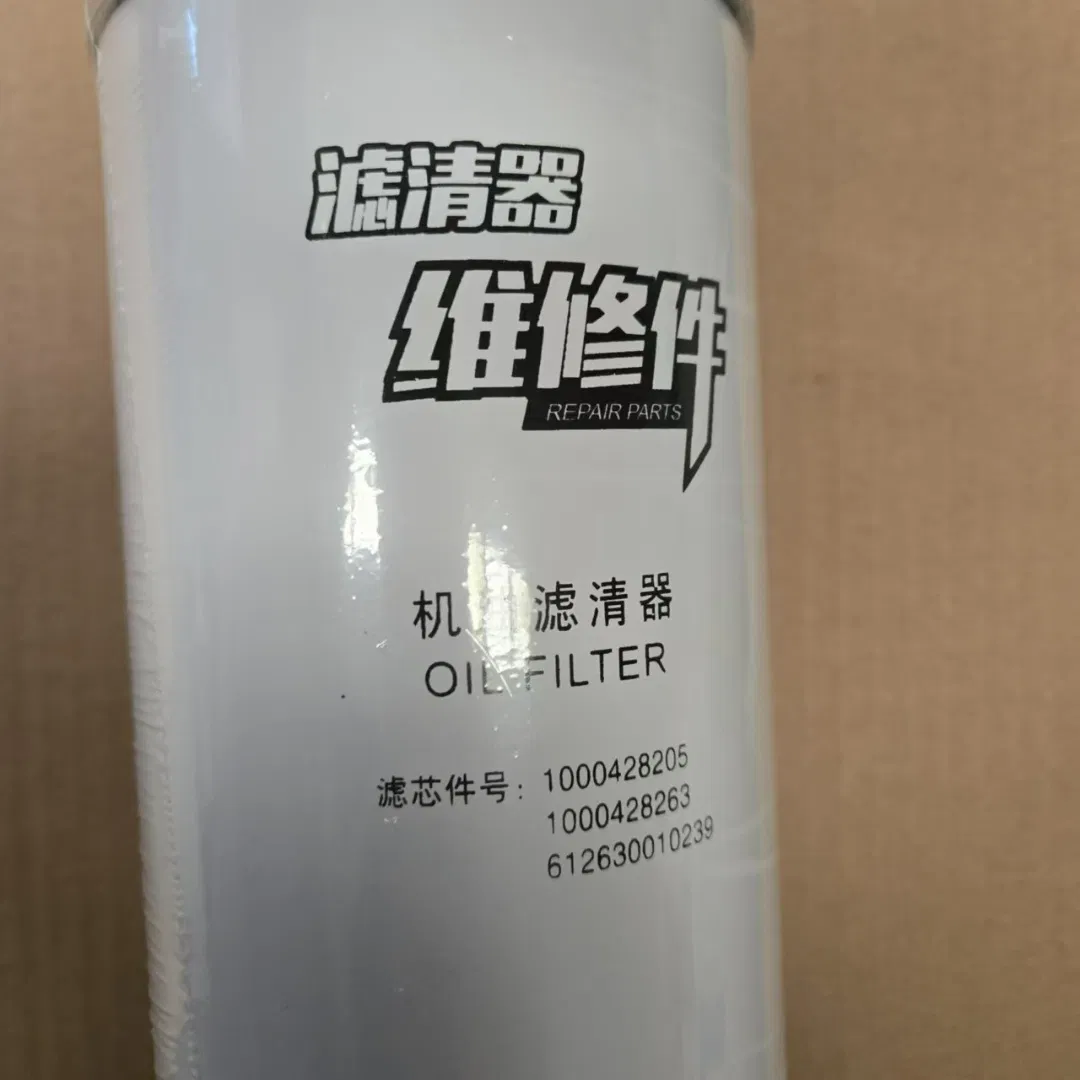 滤清器
维修件
REPAIR PARTS
机油滤清器
OIL FILTER
滤芯件号：1000428205
1000428263
612630010239